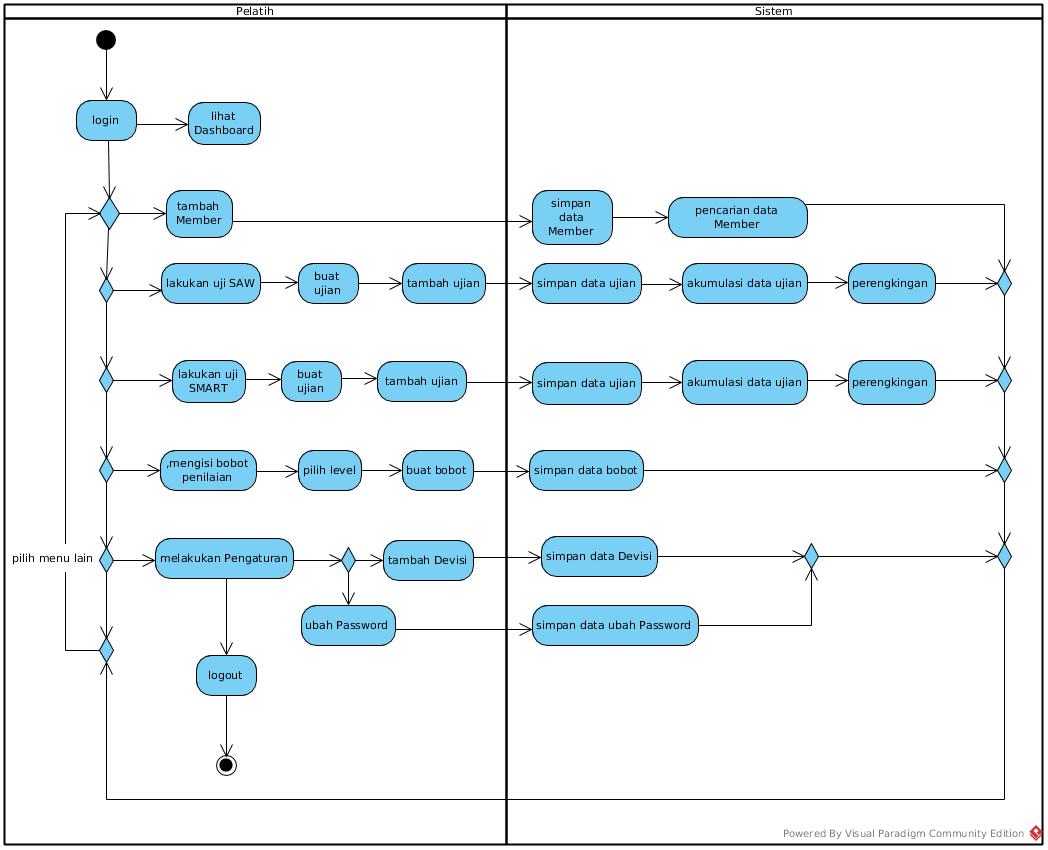 Pelatih
Sistem
login
lihat
Dashboard
tambah
Member
simpan
data
Member
pencarian data
Member
lakukan uji SAW
buat
ujian
tambah ujian
simpan data ujian
akumulasi data ujian
perengkingan
lakukan uji
SMART
buat
ujian
tambah ujian
simpan data ujian
akumulasi data ujian
perengkingan
,mengisi bobot
penilaian
pilih level
buat bobot
simpan data bobot
pilih menu lain
melakukan Pengaturan
tambah Devisi
simpan data Devisi
ubah Password
simpan data ubah Password
logout
Powered By Visual Paradigm Community Edition